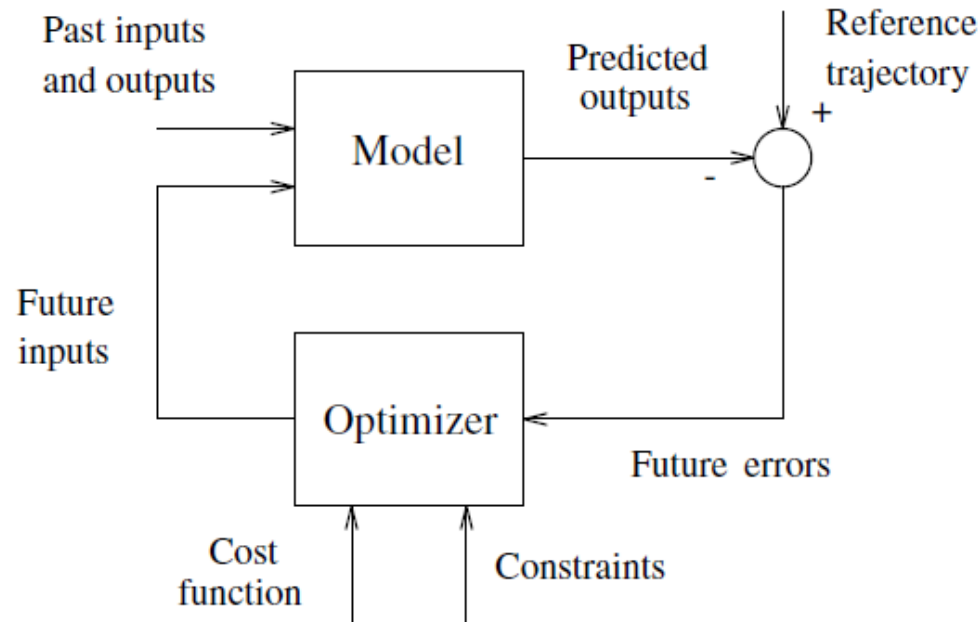 Past inputs
and outputs
Model
Predicted
outputs
Reference
trajectory
+
-
Future
inputs
Optimizer
Future errors
Cost
function
Constraints